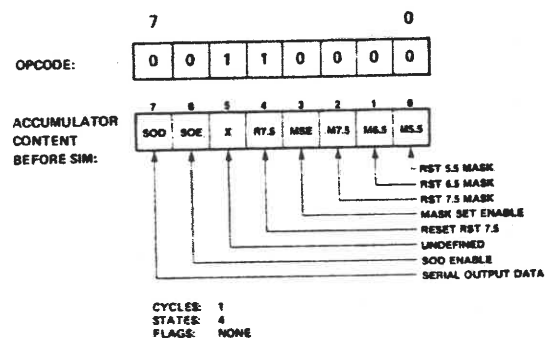 7 0
OPCODE: 0 0 1 1 0 0 0 0
7 6 5 4 3 2 1 0
ACCUMULATOR CONTENT BEFORE SIM: SOD SOE X R7.5 MSE M7.5 M6.5 M5.5
RST 5.5 MASK
RST 6.5 MASK
RST 7.5 MASK
MASK SET ENABLE
RESET RST 7.5
UNDEFINED
SOD ENABLE
SERIAL OUTPUT DATA
CYCLES: 1
STATES: 4
FLAGS: NONE